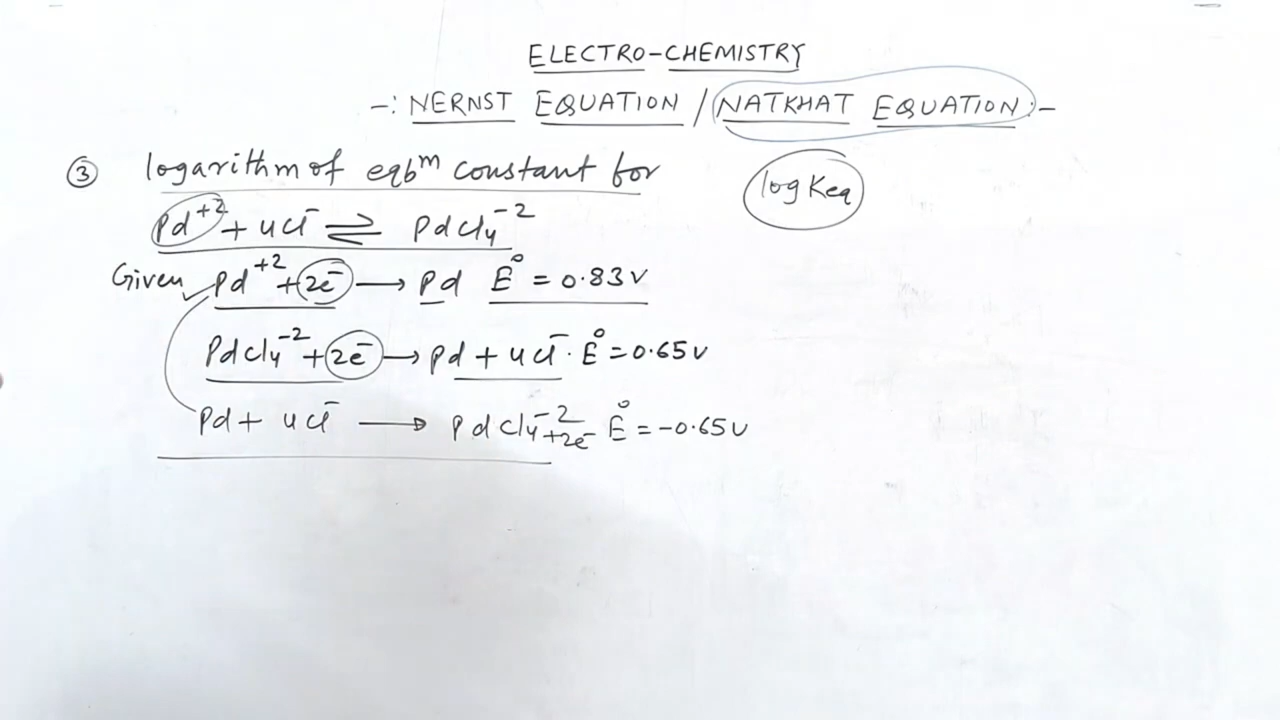 ELECTRO-CHEMISTRY
-: NERNST EQUATION / NATKHAT EQUATION :-
③ logarithm of eqbᵐ constant for
log Keq
Pd⁺² + 4Cl⁻ ⇌ PdCl₄⁻²
Given Pd⁺² + 2e⁻ → Pd E° = 0.83V
PdCl₄⁻² + 2e⁻ → Pd + 4Cl⁻. E° = 0.65V
Pd + 4Cl⁻ → PdCl₄⁻² + 2e⁻ E° = -0.65V